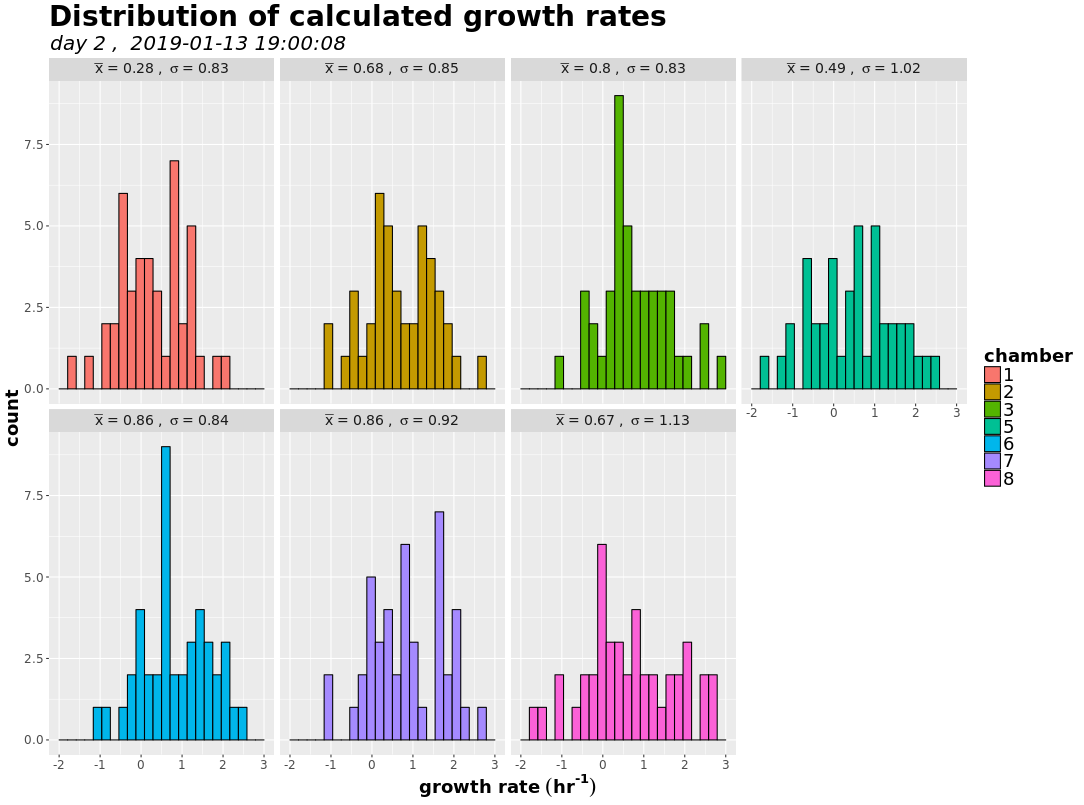 Distribution of calculated growth rates
day 2 ,  2019-01-13 19:00:08
x̅ = 0.28 ,  σ = 0.83
x̅ = 0.68 ,  σ = 0.85
x̅ = 0.8 ,  σ = 0.83
x̅ = 0.49 ,  σ = 1.02
7.5
5.0
2.5
0.0
-2 -1 0 1 2 3
x̅ = 0.86 ,  σ = 0.84
x̅ = 0.86 ,  σ = 0.92
x̅ = 0.67 ,  σ = 1.13
7.5
5.0
2.5
0.0
-2 -1 0 1 2 3
-2 -1 0 1 2 3
-2 -1 0 1 2 3
count
growth rate (hr⁻¹)
chamber
1
2
3
5
6
7
8